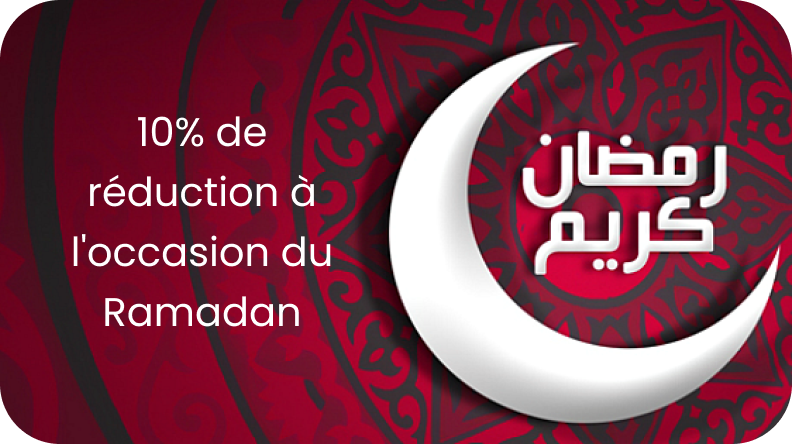 10% de
réduction à
l'occasion du
Ramadan
رمضان
كريم